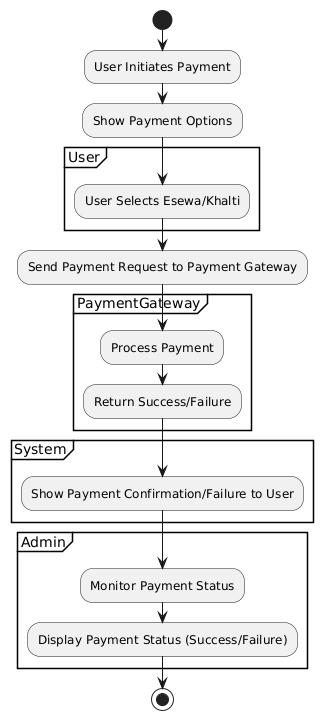 User Initiates Payment
Show Payment Options
User
User Selects Esewa/Khalti
Send Payment Request to Payment Gateway
PaymentGateway
Process Payment
Return Success/Failure
System
Show Payment Confirmation/Failure to User
Admin
Monitor Payment Status
Display Payment Status (Success/Failure)